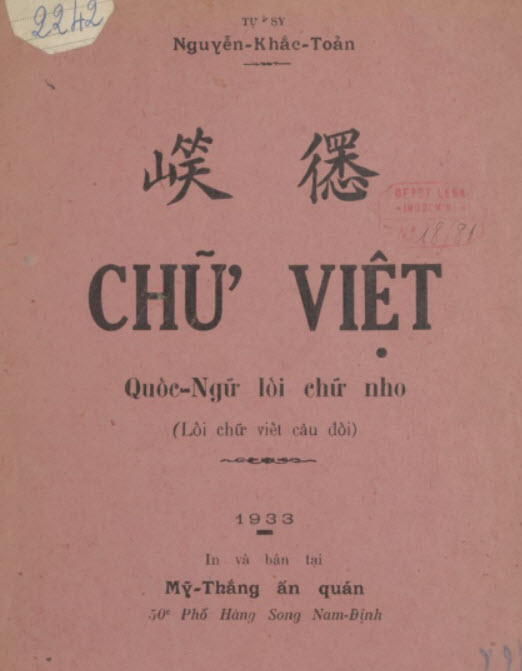 2242
TỰ SY
Nguyễn-Khắc-Toản
CHỮ VIỆT
Quốc-Ngữ lối chữ nho
(Lối chữ viết câu đối)
DEPOT LEGAL
INDOCHINE
Nº 18181
1933
In và bán tại
Mỹ-Thắng ấn quán
50ᵉ Phố Hàng Song Nam-Định